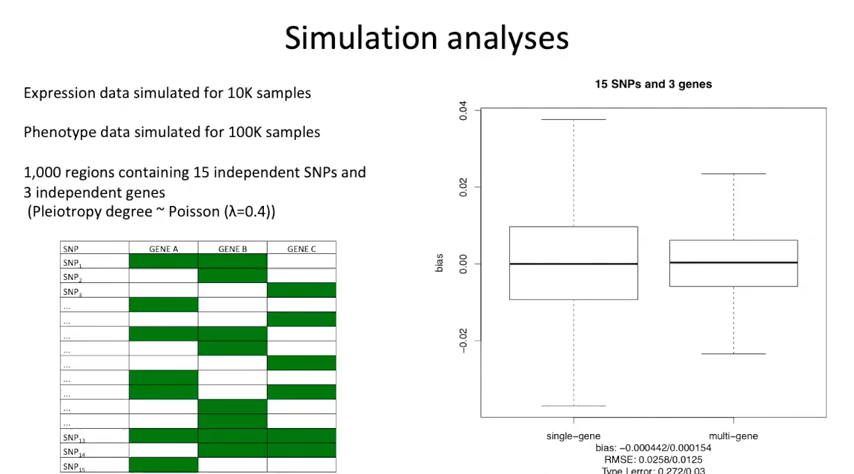 Simulation analyses
Expression data simulated for 10K samples
Phenotype data simulated for 100K samples
1,000 regions containing 15 independent SNPs and
3 independent genes
(Pleiotropy degree ~ Poisson (λ=0.4))
SNP GENE A GENE B GENE C
SNP1
SNP2
SNP3
...
...
...
...
...
...
...
...
...
SNP13
SNP14
SNP15
15 SNPs and 3 genes
0.04
0.02
0.00
−0.02
bias
single−gene multi−gene
bias: −0.000442/0.000154
RMSE: 0.0258/0.0125
Type I error: 0.272/0.03